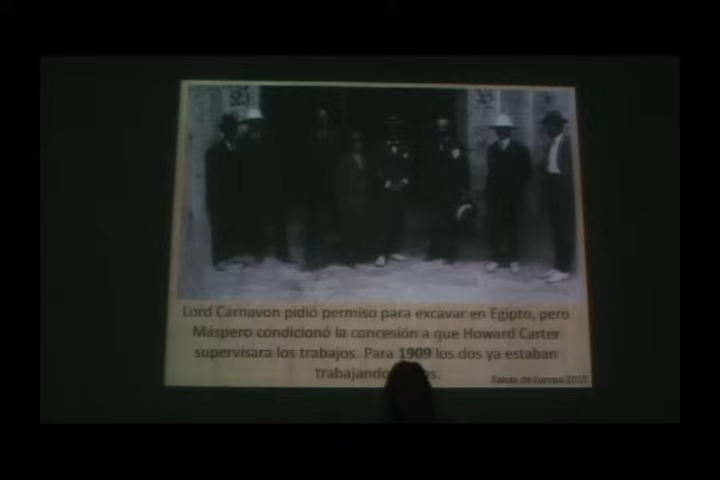 Lord Carnavon pidió permiso para excavar en Egipto, pero
Máspero condicionó la concesión a que Howard Carter
supervisara los trabajos. Para 1909 los dos ya estaban
trabajando
Raíces de Europa 2015